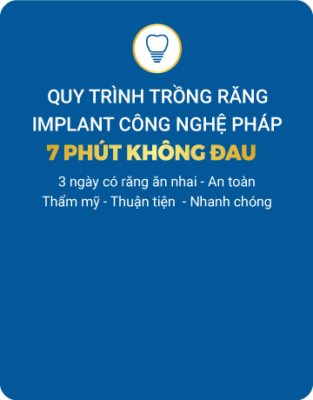 QUY TRÌNH TRỒNG RĂNG
IMPLANT CÔNG NGHỆ PHÁP
7 PHÚT KHÔNG ĐAU
3 ngày có răng ăn nhai - An toàn
Thẩm mỹ - Thuận tiện - Nhanh chóng